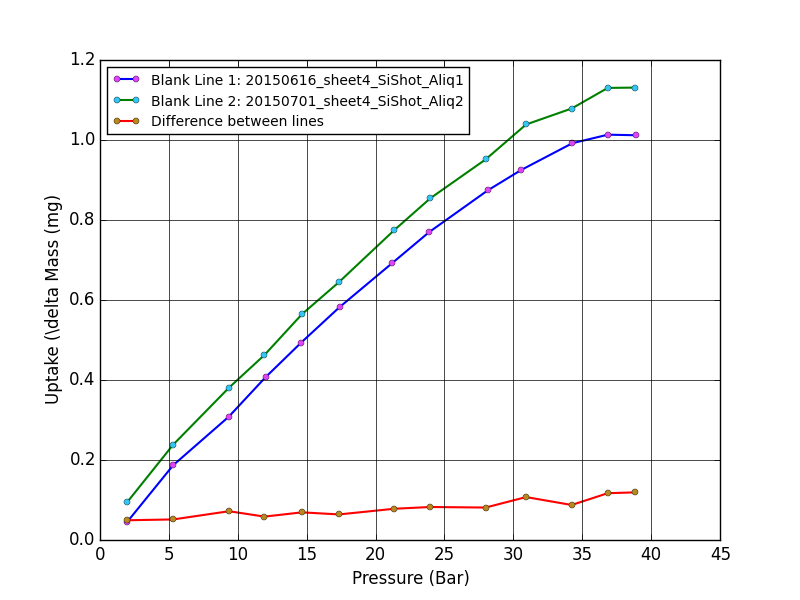 Blank Line 1: 20150616_sheet4_SiShot_Aliq1
Blank Line 2: 20150701_sheet4_SiShot_Aliq2
Difference between lines
1.2
1.0
0.8
0.6
0.4
0.2
0.0
Uptake (\delta Mass (mg)
0 5 10 15 20 25 30 35 40 45
Pressure (Bar)